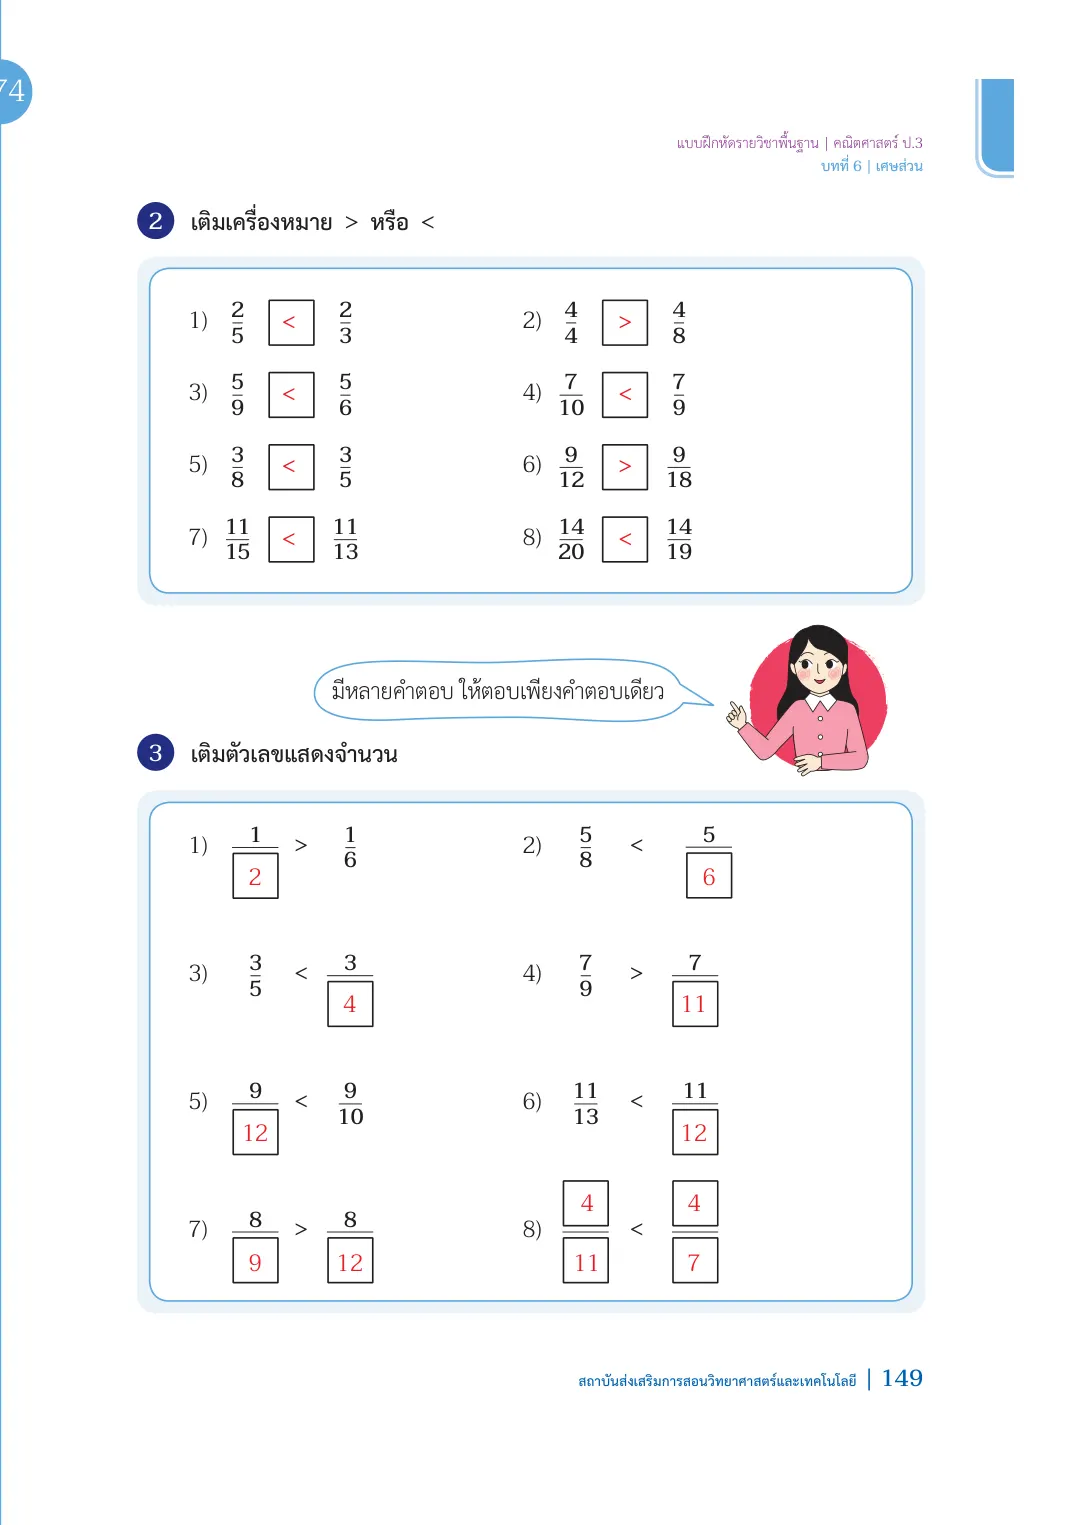 74
แบบฝึกหัดรายวิชาพื้นฐาน | คณิตศาสตร์ ป.3
บทที่ 6 | เศษส่วน
2 เติมเครื่องหมาย > หรือ <
1) 2/5 < 2/3 2) 4/4 > 4/8
3) 5/9 < 5/6 4) 7/10 < 7/9
5) 3/8 < 3/5 6) 9/12 > 9/18
7) 11/15 < 11/13 8) 14/20 < 14/19
มีหลายคำตอบ ให้ตอบเพียงคำตอบเดียว
3 เติมตัวเลขแสดงจำนวน
1) 1/2 > 1/6 2) 5/8 < 5/6
3) 3/5 < 3/4 4) 7/9 > 7/11
5) 9/12 < 9/10 6) 11/13 < 11/12
7) 8/9 > 8/12 8) 4/11 < 4/7
สถาบันส่งเสริมการสอนวิทยาศาสตร์และเทคโนโลยี | 149